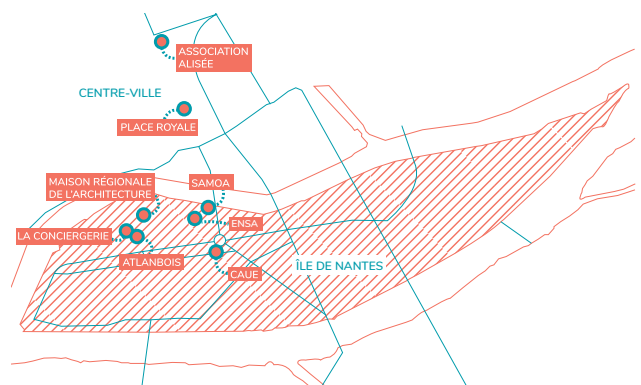 ASSOCIATION
ALISÉE
CENTRE-VILLE
PLACE ROYALE
MAISON RÉGIONALE
DE L'ARCHITECTURE
SAMOA
ENSA
LA CONCIERGERIE
ATLANBOIS
CAUE
ÎLE DE NANTES